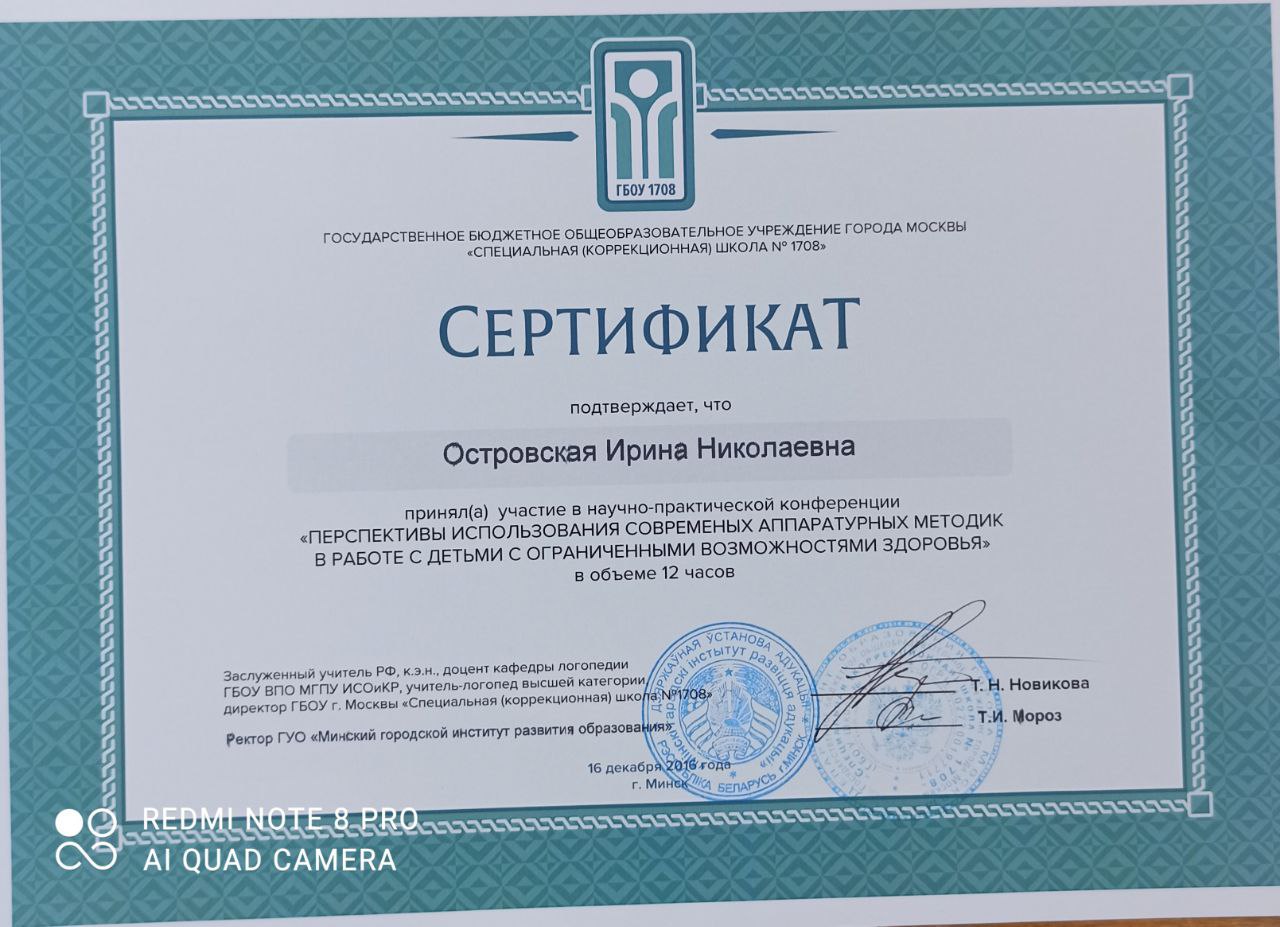 ГБОУ 1708
ГОСУДАРСТВЕННОЕ БЮДЖЕТНОЕ ОБЩЕОБРАЗОВАТЕЛЬНОЕ УЧРЕЖДЕНИЕ ГОРОДА МОСКВЫ
«СПЕЦИАЛЬНАЯ (КОРРЕКЦИОННАЯ) ШКОЛА № 1708»
СЕРТИФИКАТ
подтверждает, что
Островская Ирина Николаевна
принял(а) участие в научно-практической конференции
«ПЕРСПЕКТИВЫ ИСПОЛЬЗОВАНИЯ СОВРЕМЕНЫХ АППАРАТУРНЫХ МЕТОДИК
В РАБОТЕ С ДЕТЬМИ С ОГРАНИЧЕННЫМИ ВОЗМОЖНОСТЯМИ ЗДОРОВЬЯ»
в объеме 12 часов
Заслуженный учитель РФ, к.э.н., доцент кафедры логопедии
ГБОУ ВПО МГПУ ИСОиКР, учитель-логопед высшей категории,
директор ГБОУ г. Москвы «Специальная (коррекционная) школа №1708»
Т. Н. Новикова
Ректор ГУО «Минский городской институт развития образования»
Т.И. Мороз
16 декабря 2016 года
г. Минск
ДЗЯРЖАЎНАЯ ЎСТАНОВА АДУКАЦЫІ
інстытут развіцця адукацыі»
РЭСПУБЛІКА БЕЛАРУСЬ г.МІНСК
REDMI NOTE 8 PRO
AI QUAD CAMERA